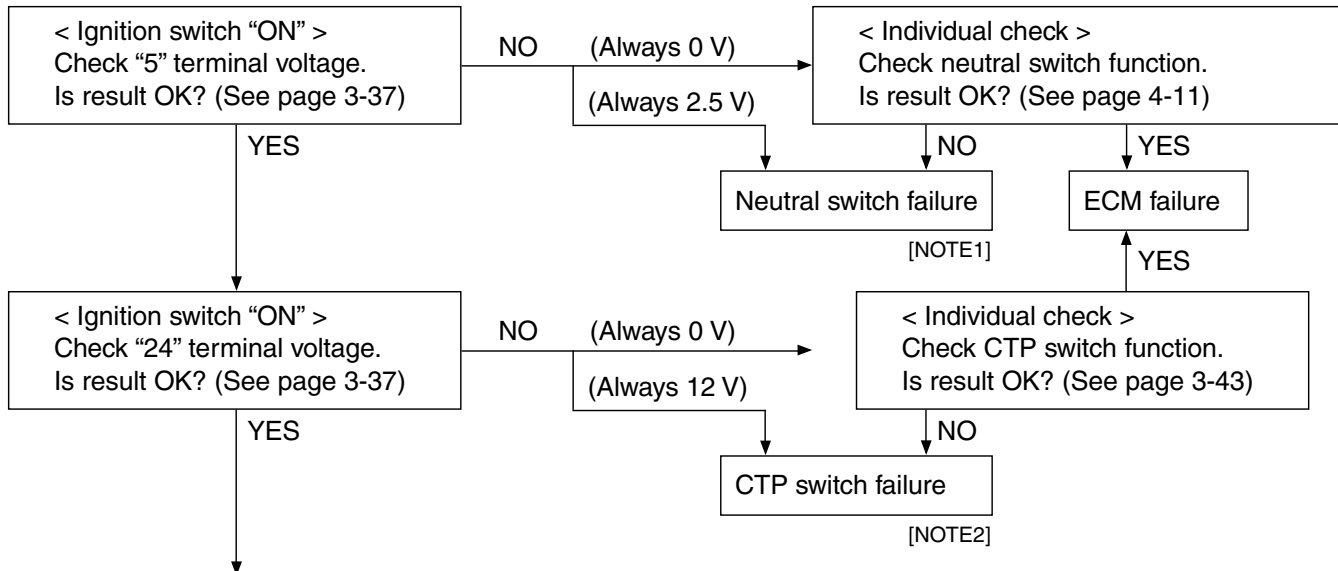 < Ignition switch “ON” >
Check “5” terminal voltage.
Is result OK? (See page 3-37)
NO
(Always 0 V)
(Always 2.5 V)
< Individual check >
Check neutral switch function.
Is result OK? (See page 4-11)
YES
NO
YES
Neutral switch failure
ECM failure
[NOTE1]
YES
< Ignition switch “ON” >
Check “24” terminal voltage.
Is result OK? (See page 3-37)
NO
(Always 0 V)
(Always 12 V)
< Individual check >
Check CTP switch function.
Is result OK? (See page 3-43)
YES
NO
CTP switch failure
[NOTE2]